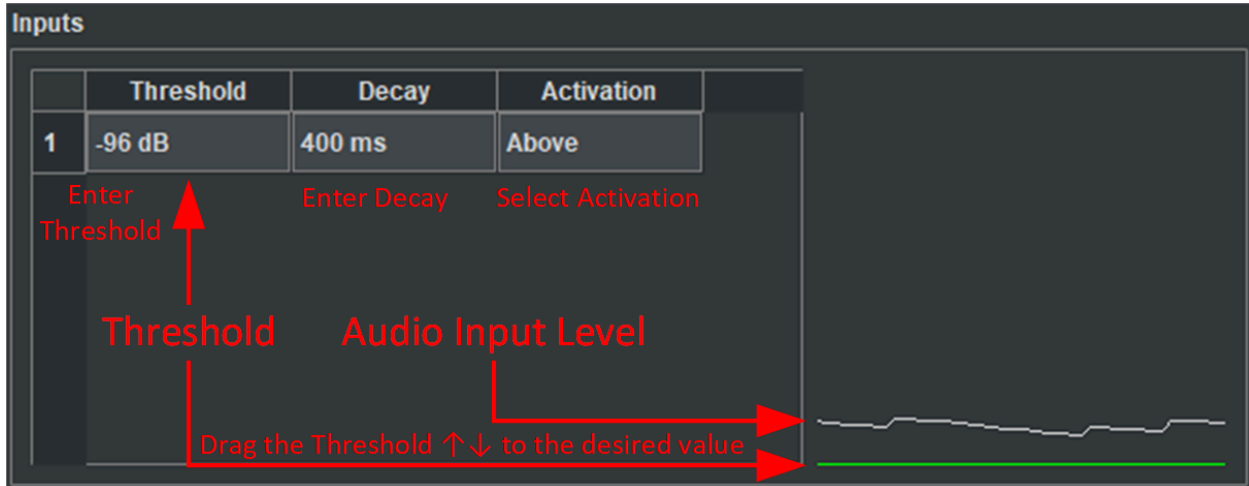 Inputs
Threshold Decay Activation
1 -96 dB 400 ms Above
Enter Threshold
Enter Decay
Select Activation
Threshold
Audio Input Level
Drag the Threshold ↑↓ to the desired value